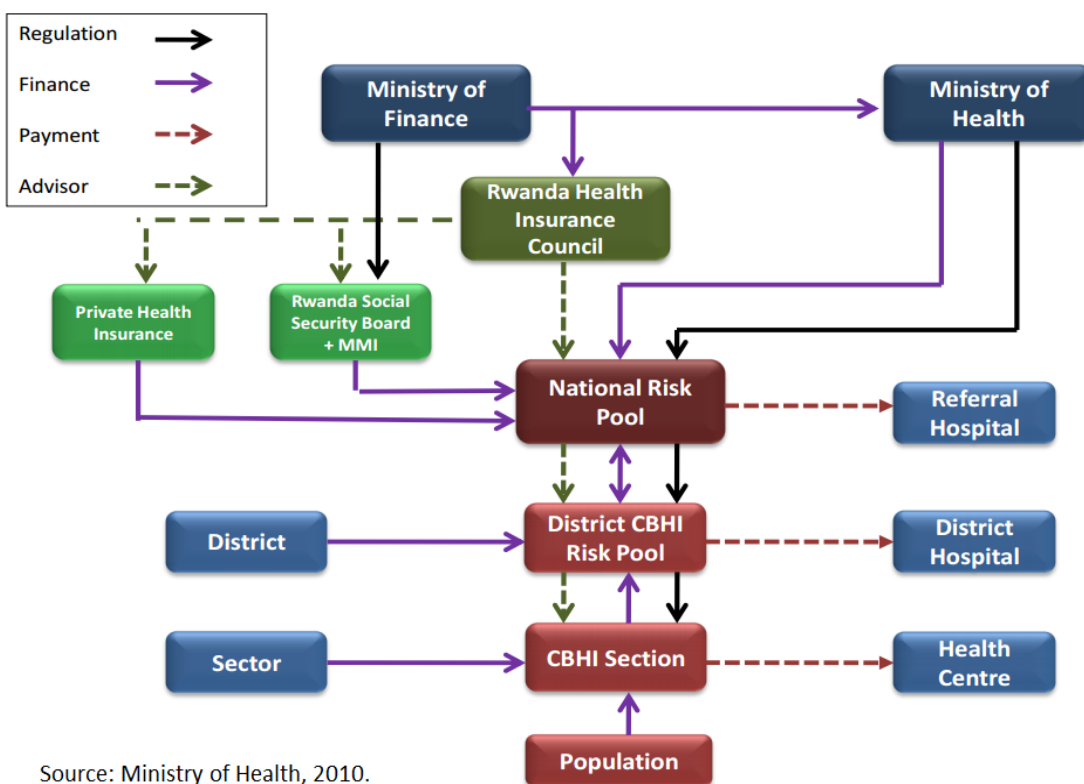 Regulation
Finance
Payment
Advisor
Ministry of
Finance
Ministry of
Health
Rwanda Health
Insurance
Council
Private Health
Insurance
Rwanda Social
Security Board
+ MMI
National Risk
Pool
Referral
Hospital
District
District CBHI
Risk Pool
District
Hospital
Sector
CBHI Section
Health
Centre
Population
Source: Ministry of Health, 2010.